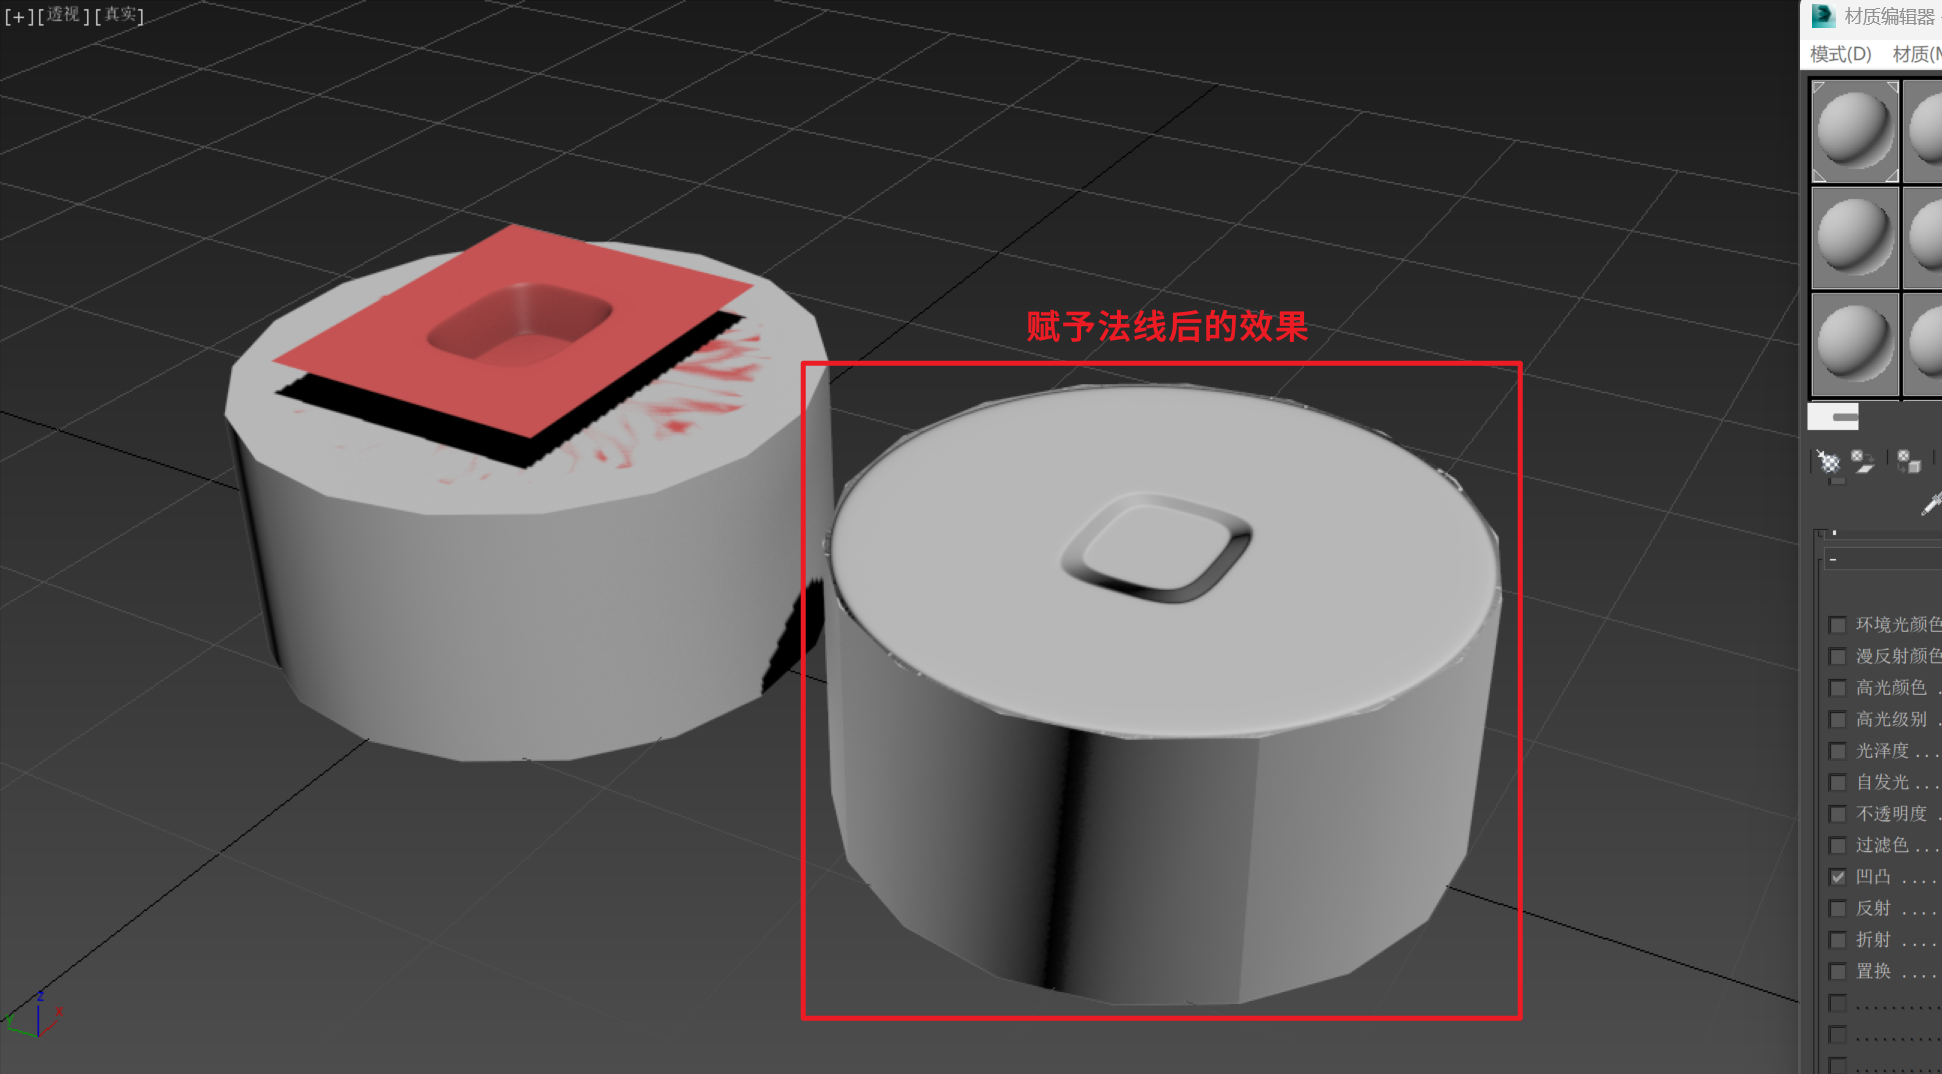 [+][透视][真实]
材质编辑器
模式(D) 材质(M
赋予法线后的效果
环境光颜色
漫反射颜色
高光颜色 .
高光级别 .
光泽度 ...
自发光 ...
不透明度 .
过滤色 ...
凹凸 ....
反射 ....
折射 ....
置换 ....
z
x
y